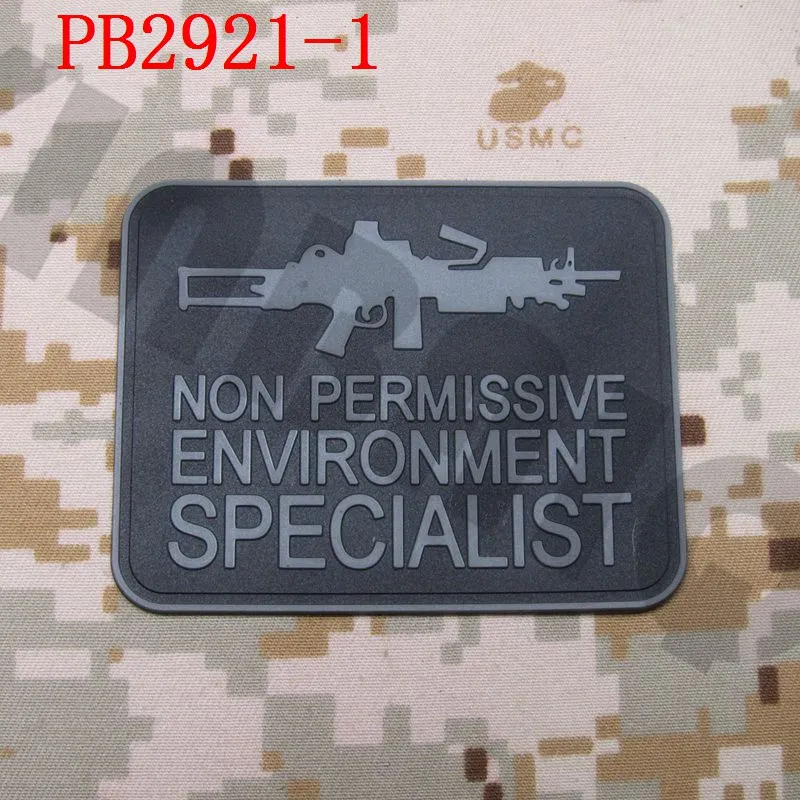 PB2921-1
USMC
NON PERMISSIVE
ENVIRONMENT
SPECIALIST